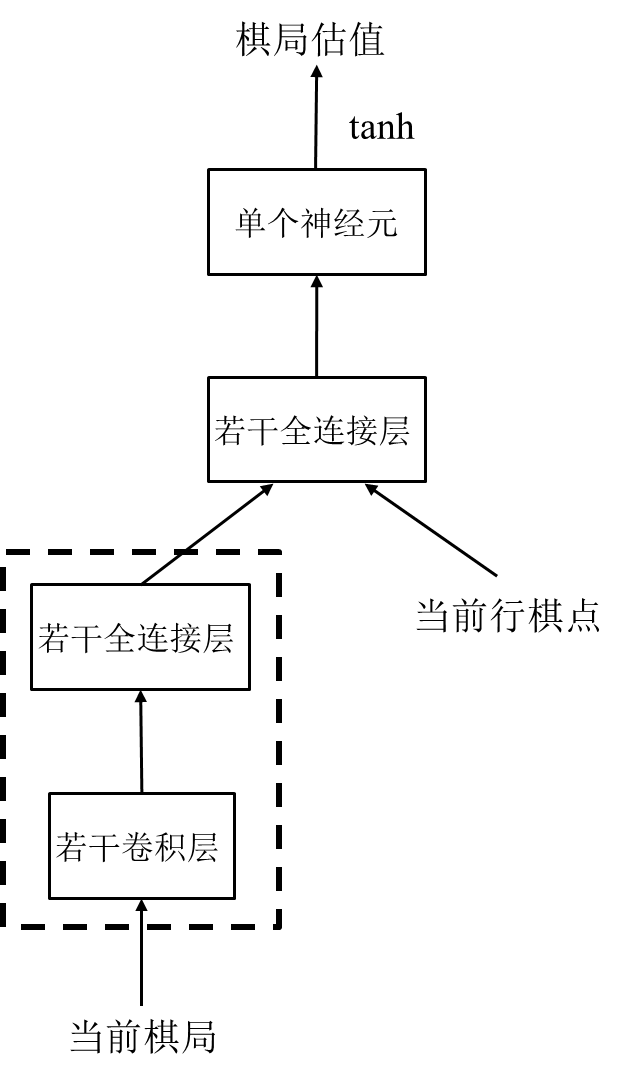 棋局估值
tanh
单个神经元
若干全连接层
若干全连接层
当前行棋点
若干卷积层
当前棋局